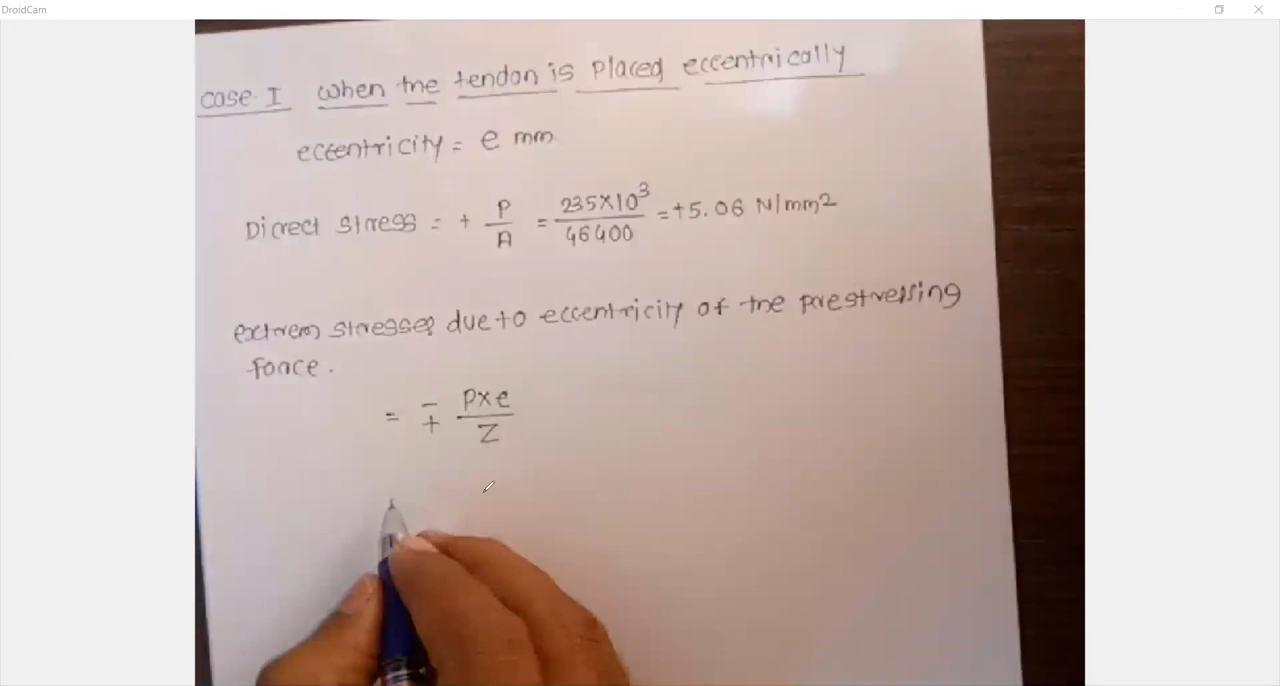 DroidCam
Case-I When the tendon is placed eccentrically
eccentricity = e mm
Direct stress = + P/A = 235×10³/46400 = +5.06 N/mm2
extrem stresses due to eccentricity of the prestressing
force.
= ∓ P×e/Z